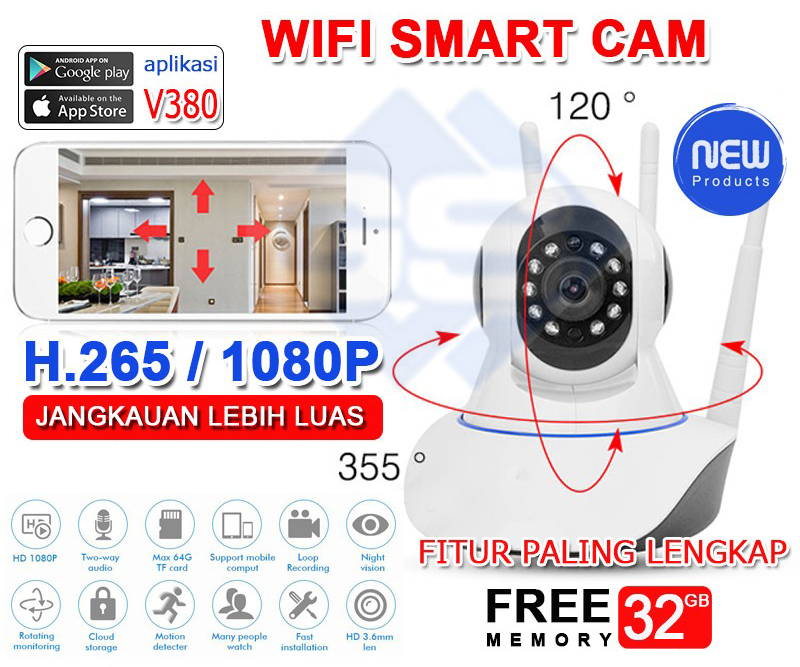 WIFI SMART CAM
ANDROID APP ON
Google play
Available on the
App Store
aplikasi
V380
120 °
NEW
Products
H.265 / 1080P
JANGKAUAN LEBIH LUAS
355 °
HD 1080P
Two-way
audio
Max 64G
TF card
Support mobile
comput
Loop
Recording
Night
vision
Rotating
monitoring
Cloud
storage
Motion
detecter
Many people
watch
Fast
installation
HD 3.6mm
len
FITUR PALING LENGKAP
FREE
MEMORY
32GB